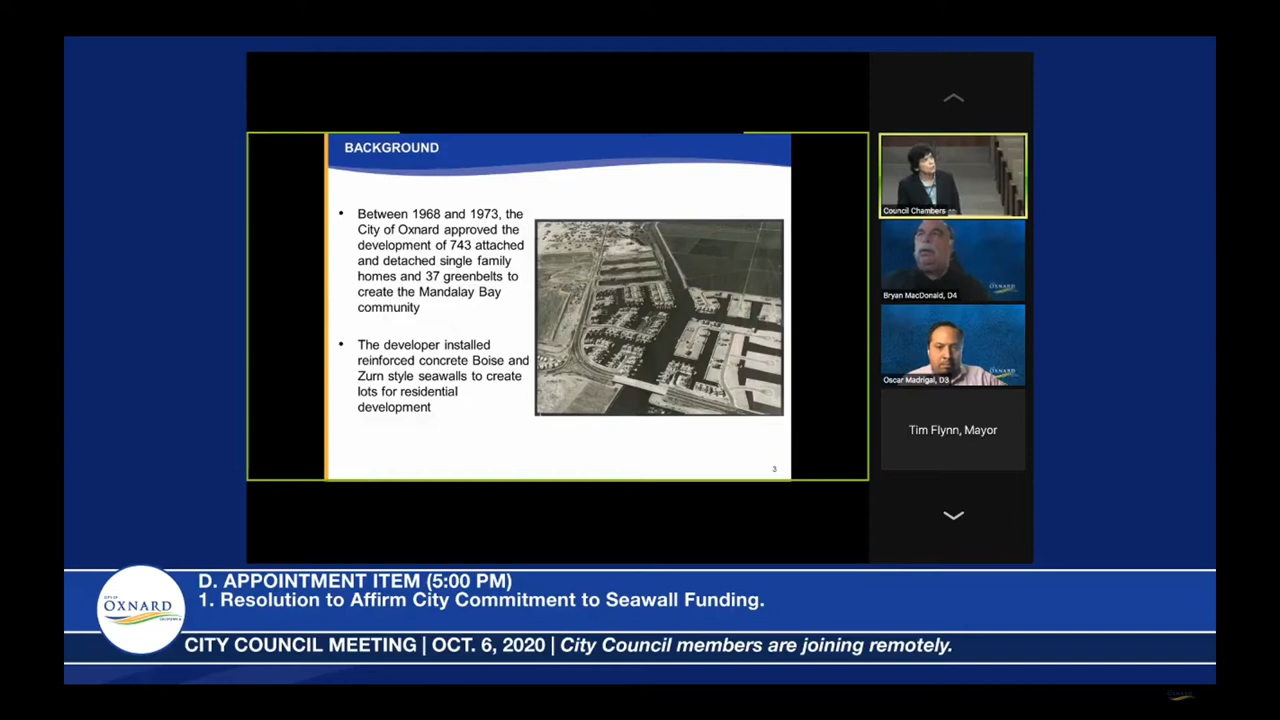 BACKGROUND
• Between 1968 and 1973, the
City of Oxnard approved the
development of 743 attached
and detached single family
homes and 37 greenbelts to
create the Mandalay Bay
community
• The developer installed
reinforced concrete Boise and
Zurn style seawalls to create
lots for residential
development
3
Council Chambers
Bryan MacDonald, D4
Oscar Madrigal, D3
Tim Flynn, Mayor
CITY OF
OXNARD
CALIFORNIA
D. APPOINTMENT ITEM (5:00 PM)
1. Resolution to Affirm City Commitment to Seawall Funding.
CITY COUNCIL MEETING | OCT. 6, 2020 | City Council members are joining remotely.
OXNARD